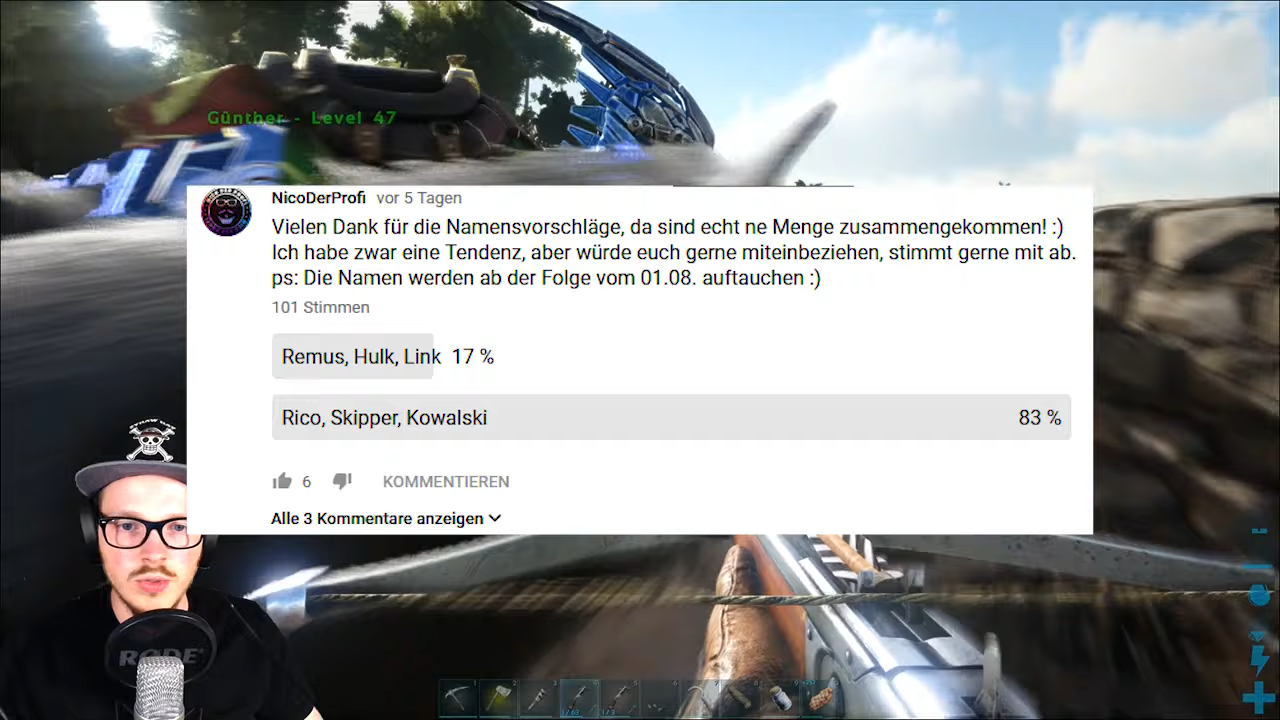 Günther - Level 47
NicoDerProfi vor 5 Tagen
Vielen Dank für die Namensvorschläge, da sind echt ne Menge zusammengekommen! :)
Ich habe zwar eine Tendenz, aber würde euch gerne miteinbeziehen, stimmt gerne mit ab.
ps: Die Namen werden ab der Folge vom 01.08. auftauchen :)
101 Stimmen
Remus, Hulk, Link 17 %
Rico, Skipper, Kowalski 83 %
6 KOMMENTIEREN
Alle 3 Kommentare anzeigen
RODE